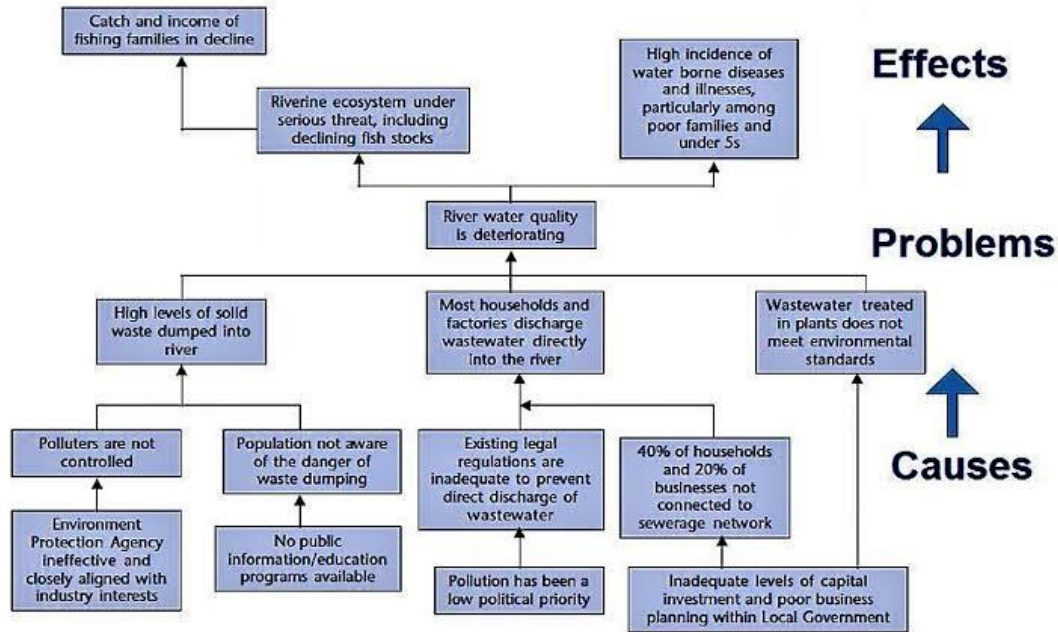 Catch and income of
fishing families in decline
High incidence of
water borne diseases
and illnesses,
particularly among
poor families and
under 5s
Effects
Riverine ecosystem under
serious threat, including
declining fish stocks
River water quality
is deteriorating
Problems
High levels of solid
waste dumped into
river
Most households and
factories discharge
wastewater directly
into the river
Wastewater treated
in plants does not
meet environmental
standards
Polluters are not
controlled
Population not aware
of the danger of
waste dumping
Existing legal
regulations are
inadequate to prevent
direct discharge of
wastewater
40% of households
and 20% of
businesses not
connected to
sewerage network
Causes
Environment
Protection Agency
ineffective and
closely aligned with
industry interests
No public
information/education
programs available
Pollution has been a
low political priority
Inadequate levels of capital
investment and poor business
planning within Local Government